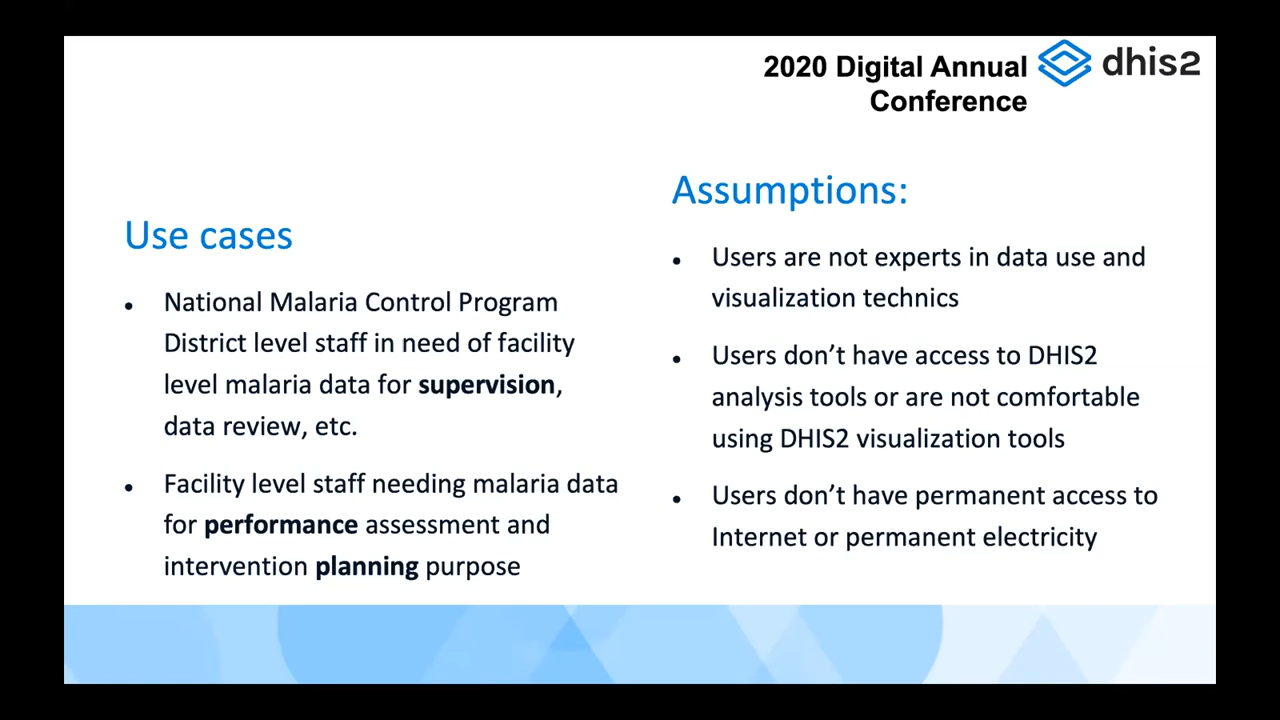 2020 Digital Annual
Conference
dhis2
Use cases
• National Malaria Control Program
District level staff in need of facility
level malaria data for supervision,
data review, etc.
• Facility level staff needing malaria data
for performance assessment and
intervention planning purpose
Assumptions:
• Users are not experts in data use and
visualization technics
• Users don’t have access to DHIS2
analysis tools or are not comfortable
using DHIS2 visualization tools
• Users don’t have permanent access to
Internet or permanent electricity